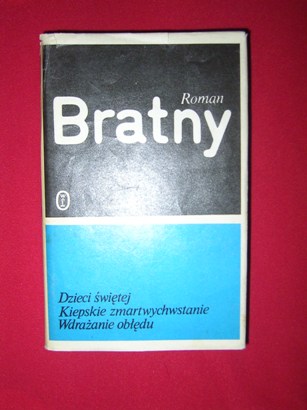 Roman
Bratny
Dzieci świętej
Kiepskie zmartwychwstanie
Wdrażanie obłędu